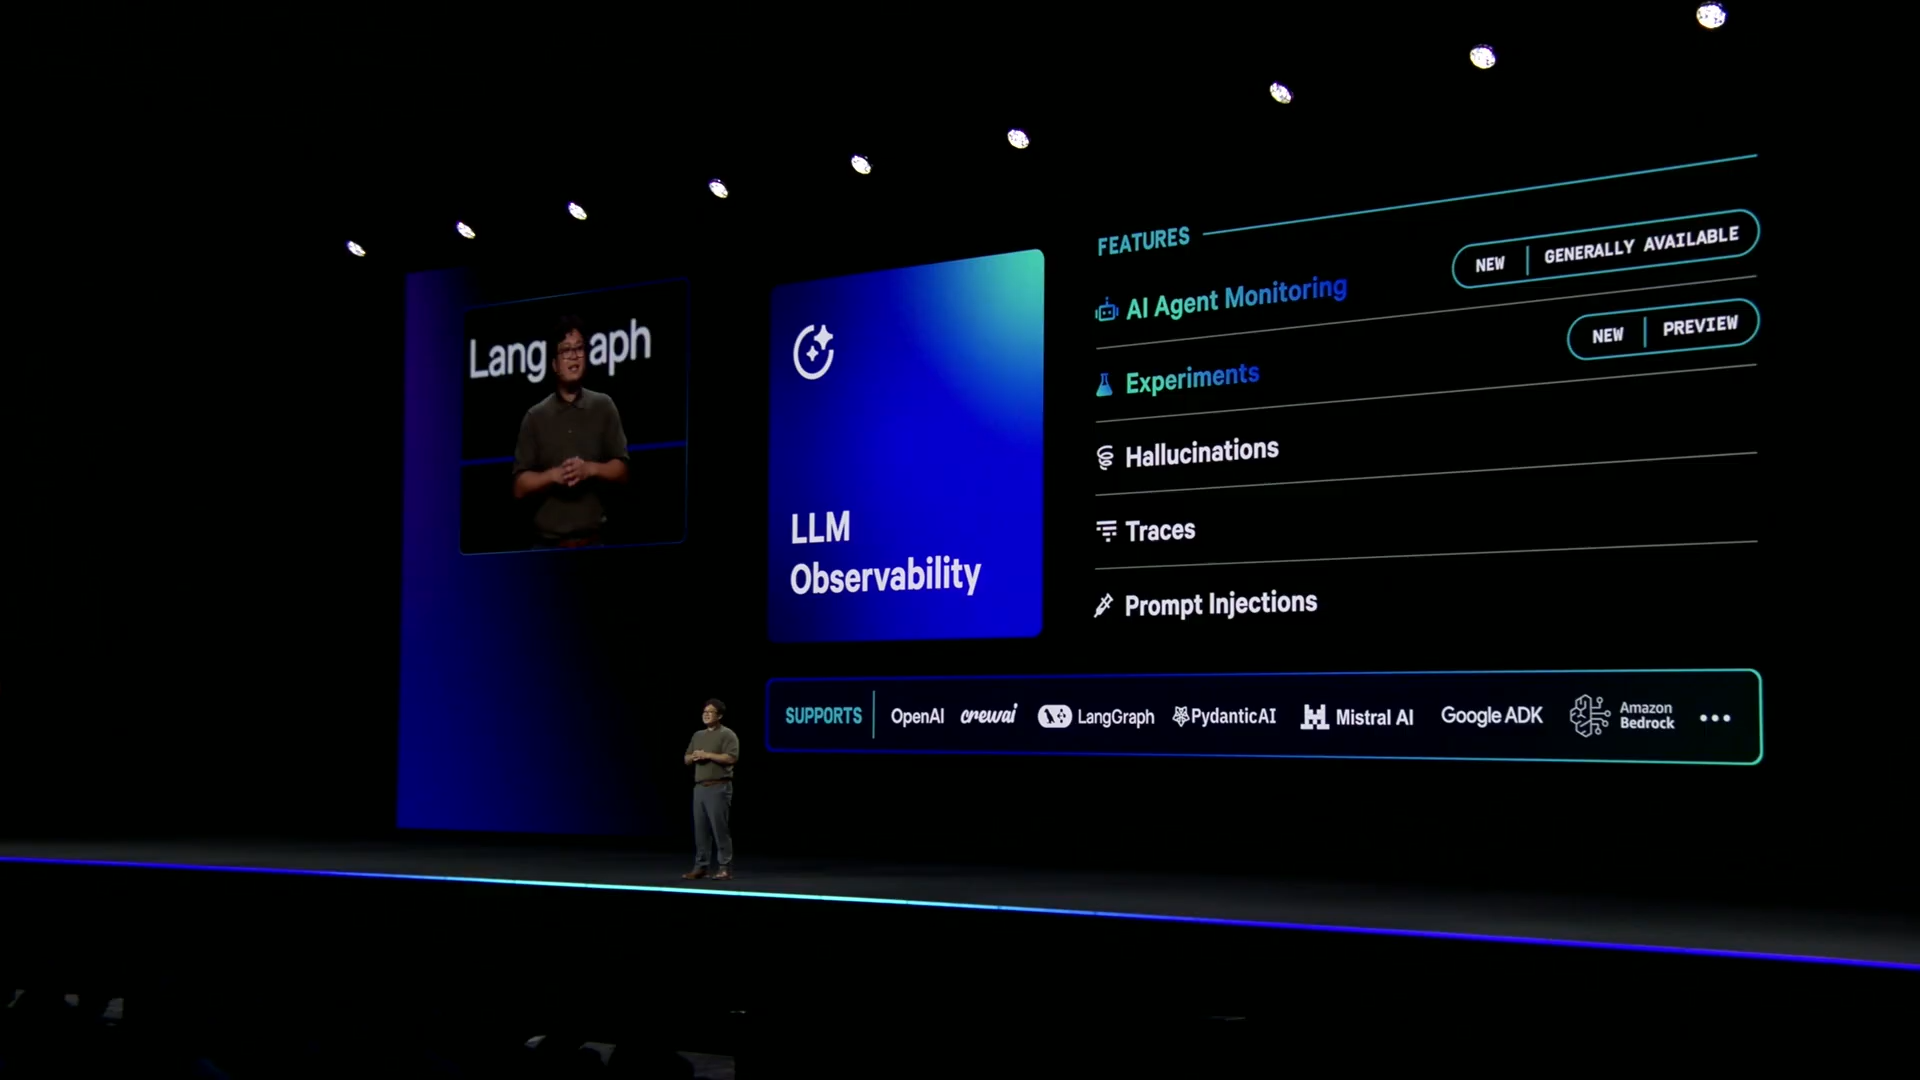 Lang aph
LLM
Observability
FEATURES
AI Agent Monitoring
NEW | GENERALLY AVAILABLE
Experiments
NEW | PREVIEW
Hallucinations
Traces
Prompt Injections
SUPPORTS | OpenAI crewai LangGraph PydanticAI Mistral AI Google ADK Amazon Bedrock •••